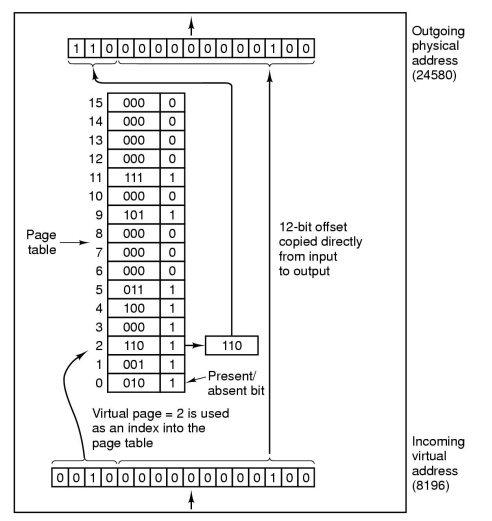 Outgoing
physical
address
(24580)
1 1 0 0 0 0 0 0 0 0 0 0 1 0 0
15 000 0
14 000 0
13 000 0
12 000 0
11 111 1
10 000 0
9 101 1
8 000 0
7 000 0
6 000 0
5 011 1
4 100 1
3 000 1
2 110 1 110
1 001 1
0 010 1
Page
table
12-bit offset
copied directly
from input
to output
Present/
absent bit
Virtual page = 2 is used
as an index into the
page table
0 0 1 0 0 0 0 0 0 0 0 0 0 1 0 0
Incoming
virtual
address
(8196)